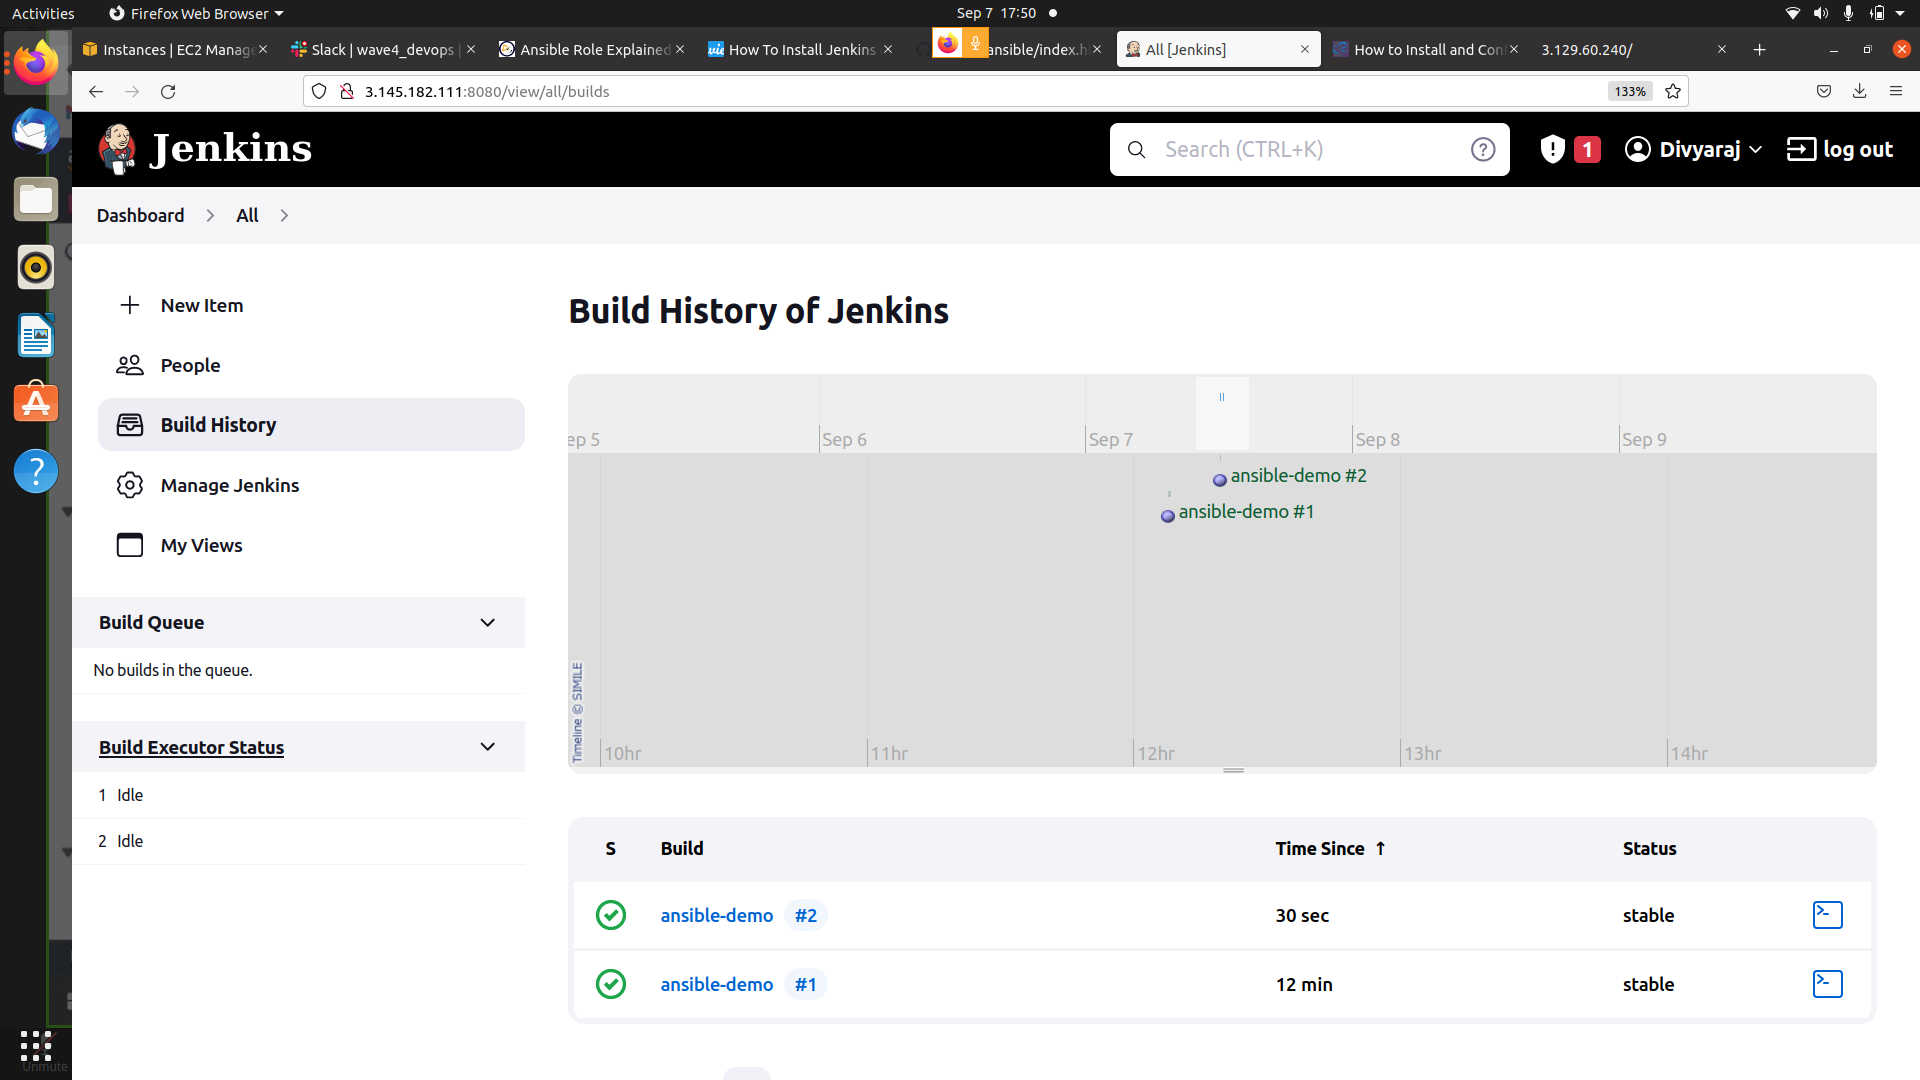 Activities
Firefox Web Browser
Sep 7 17:50
Instances | EC2 Manage
Slack | wave4_devops |
Ansible Role Explained
How To Install Jenkins
ansible/index.h
All [Jenkins]
How to Install and Con
3.129.60.240/
3.145.182.111:8080/view/all/builds
133%
Jenkins
Search (CTRL+K)
1
Divyaraj
log out
Dashboard
All
New Item
People
Build History
Manage Jenkins
My Views
Build Queue
No builds in the queue.
Build Executor Status
1 Idle
2 Idle
Build History of Jenkins
ep 5
Sep 6
Sep 7
Sep 8
Sep 9
ansible-demo #2
ansible-demo #1
Timeline © SIMILE
10hr
11hr
12hr
13hr
14hr
S Build Time Since ↑ Status
ansible-demo #2 30 sec stable
ansible-demo #1 12 min stable
Unmute